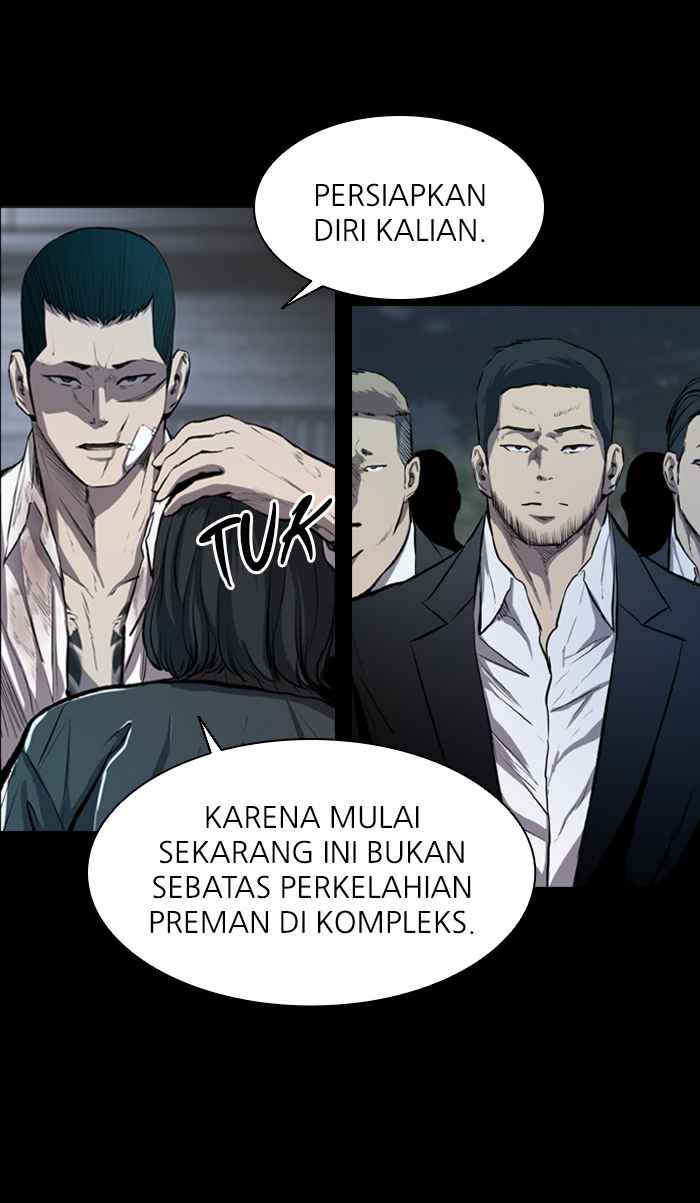 PERSIAPKAN
DIRI KALIAN.
TUK
KARENA MULAI
SEKARANG INI BUKAN
SEBATAS PERKELAHIAN
PREMAN DI KOMPLEKS.